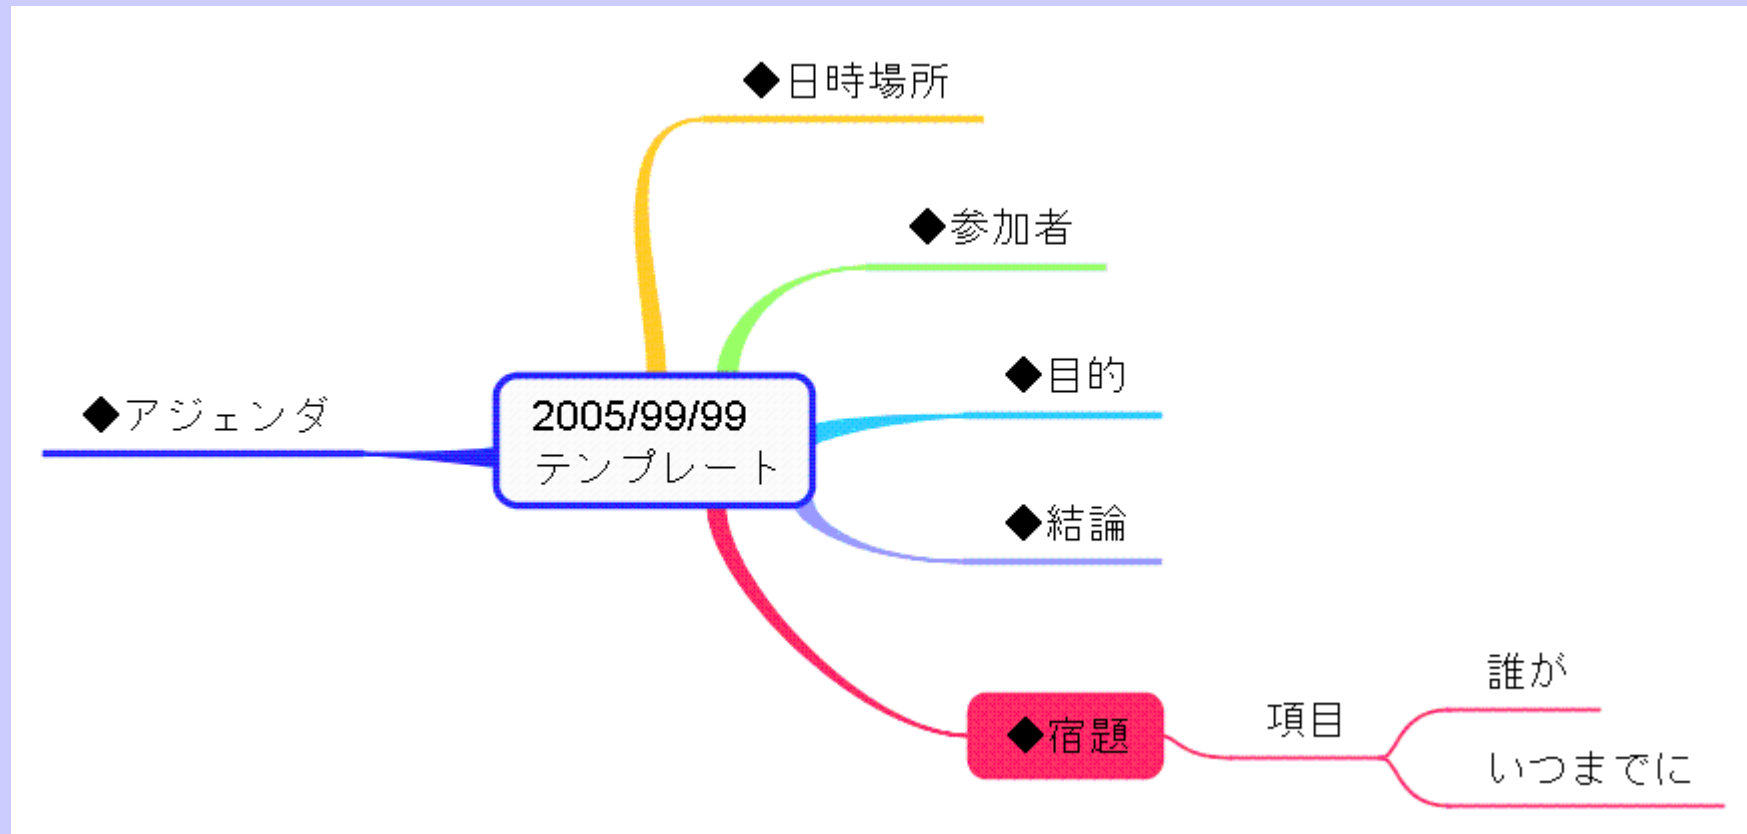 ◆日時場所
◆参加者
◆目的
◆アジェンダ
2005/99/99
テンプレート
◆結論
◆宿題
項目
誰が
いつまでに